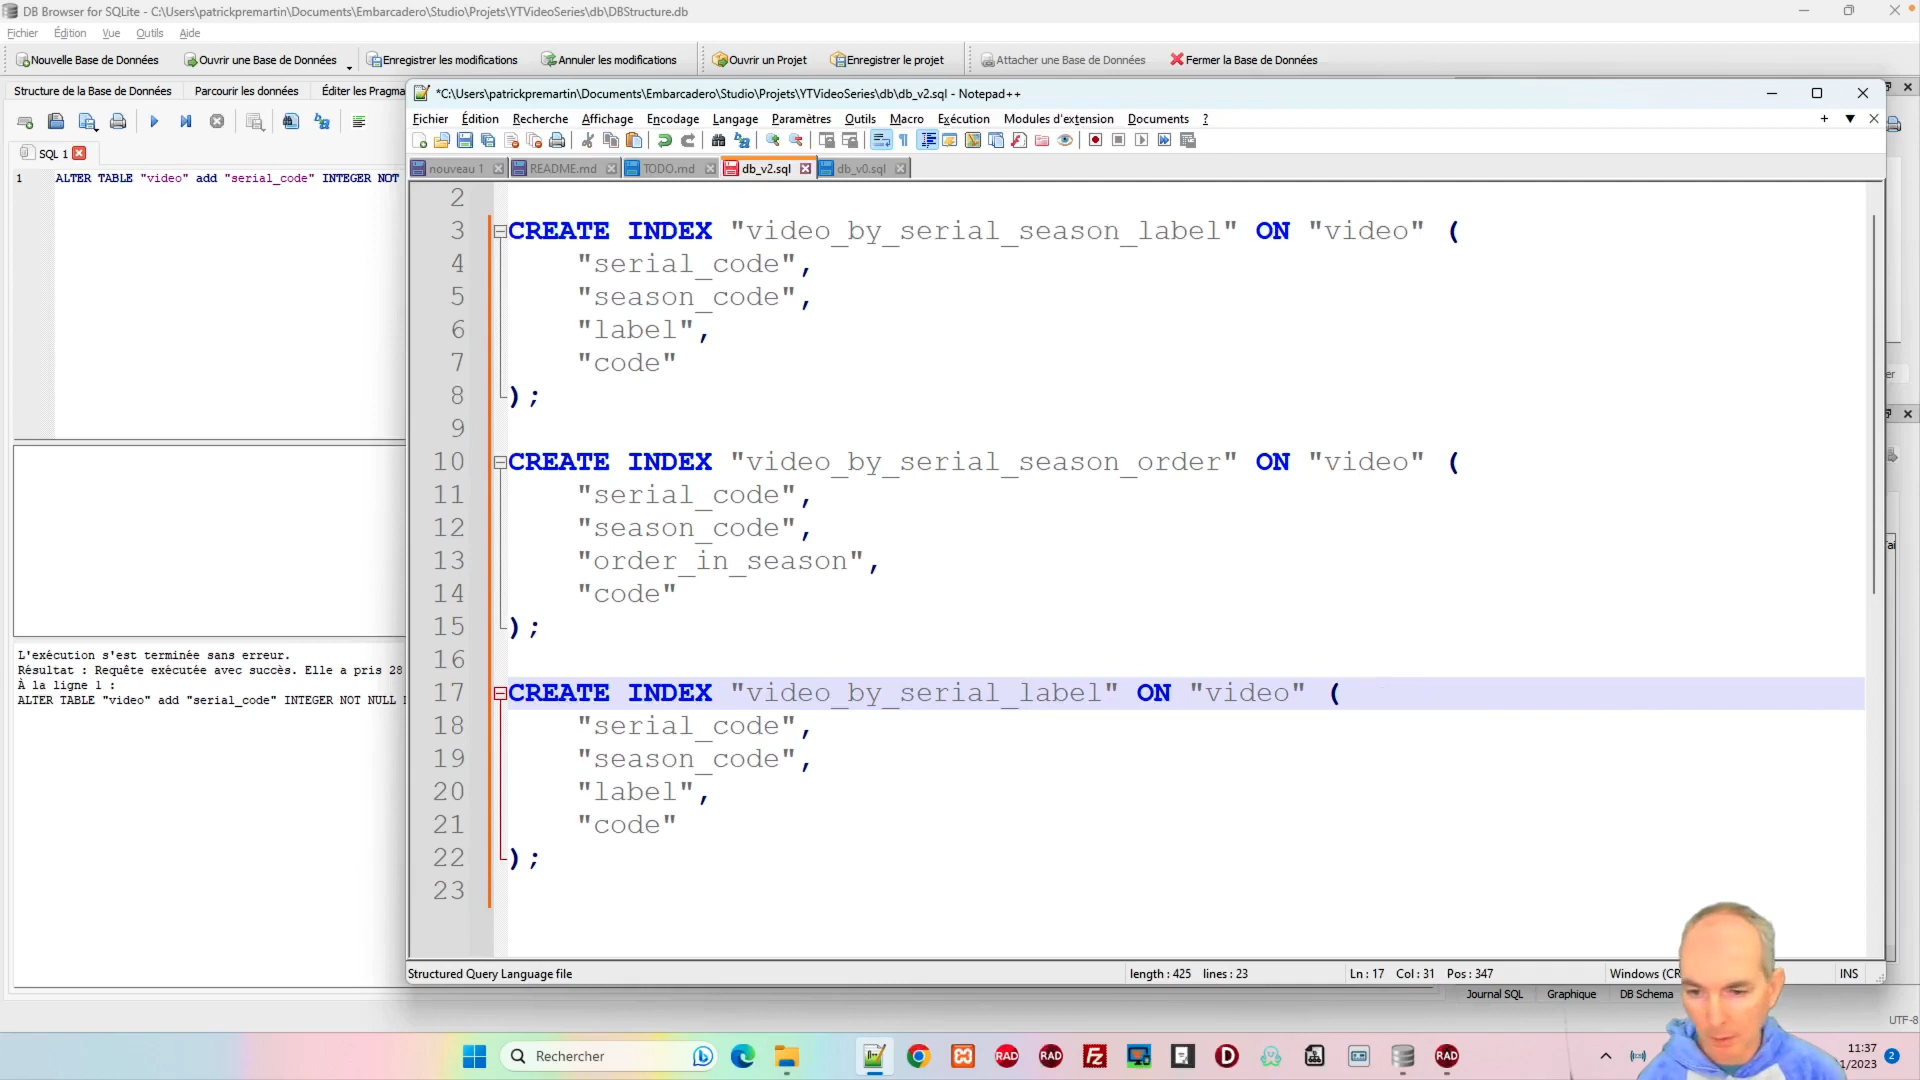 DB Browser for SQLite - C:\Users\patrickpremartin\Documents\Embarcadero\Studio\Projets\YTVideoSeries\db\DBStructure.db
Fichier Édition Vue Outils Aide
Nouvelle Base de Données Ouvrir une Base de Données Enregistrer les modifications Annuler les modifications Ouvrir un Projet Enregistrer le projet Attacher une Base de Données Fermer la Base de Données
Structure de la Base de Données Parcourir les données Éditer les Pragma
*C:\Users\patrickpremartin\Documents\Embarcadero\Studio\Projets\YTVideoSeries\db\db_v2.sql - Notepad++
Fichier Édition Recherche Affichage Encodage Langage Paramètres Outils Macro Exécution Modules d'extension Documents ?
SQL 1
nouveau 1 README.md TODO.md db_v2.sql db_v0.sql
1 ALTER TABLE "video" add "serial_code" INTEGER NOT
2
3 CREATE INDEX "video_by_serial_season_label" ON "video" (
4 "serial_code",
5 "season_code",
6 "label",
7 "code"
8 );
9
10 CREATE INDEX "video_by_serial_season_order" ON "video" (
11 "serial_code",
12 "season_code",
13 "order_in_season",
14 "code"
15 );
16
17 CREATE INDEX "video_by_serial_label" ON "video" (
18 "serial_code",
19 "season_code",
20 "label",
21 "code"
22 );
23
L'exécution s'est terminée sans erreur.
Résultat : Requête exécutée avec succès. Elle a pris 28
À la ligne 1 :
ALTER TABLE "video" add "serial_code" INTEGER NOT NULL
Structured Query Language file length : 425 lines : 23 Ln : 17 Col : 31 Pos : 347 Windows (CR INS
Journal SQL Graphique DB Schema
UTF-8
Rechercher
RAD RAD RAD
11:37
1/2023
2